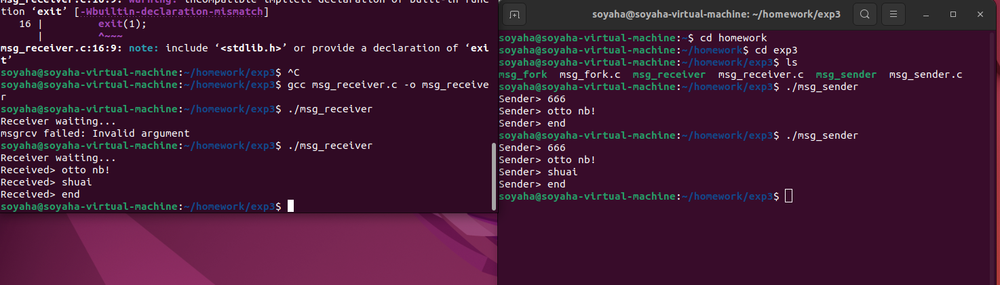 msg_receiver.c:16:9: warning: incompatible implicit declaration of built-in func
tion ‘exit’ [-Wbuiltin-declaration-mismatch]
   16 |         exit(1);
      |         ^~~~
msg_receiver.c:16:9: note: include ‘<stdlib.h>’ or provide a declaration of ‘exi
t’
soyaha@soyaha-virtual-machine:~/homework/exp3$ ^C
soyaha@soyaha-virtual-machine:~/homework/exp3$ gcc msg_receiver.c -o msg_receive
r
soyaha@soyaha-virtual-machine:~/homework/exp3$ ./msg_receiver
Receiver waiting...
msgrcv failed: Invalid argument
soyaha@soyaha-virtual-machine:~/homework/exp3$ ./msg_receiver
Receiver waiting...
Received> otto nb!
Received> shuai
Received> end
soyaha@soyaha-virtual-machine:~/homework/exp3$
soyaha@soyaha-virtual-machine: ~/homework/exp3
soyaha@soyaha-virtual-machine:~$ cd homework
soyaha@soyaha-virtual-machine:~/homework$ cd exp3
soyaha@soyaha-virtual-machine:~/homework/exp3$ ls
msg_fork  msg_fork.c  msg_receiver  msg_receiver.c  msg_sender  msg_sender.c
soyaha@soyaha-virtual-machine:~/homework/exp3$ ./msg_sender
Sender> 666
Sender> otto nb!
Sender> end
soyaha@soyaha-virtual-machine:~/homework/exp3$ ./msg_sender
Sender> 666
Sender> otto nb!
Sender> shuai
Sender> end
soyaha@soyaha-virtual-machine:~/homework/exp3$